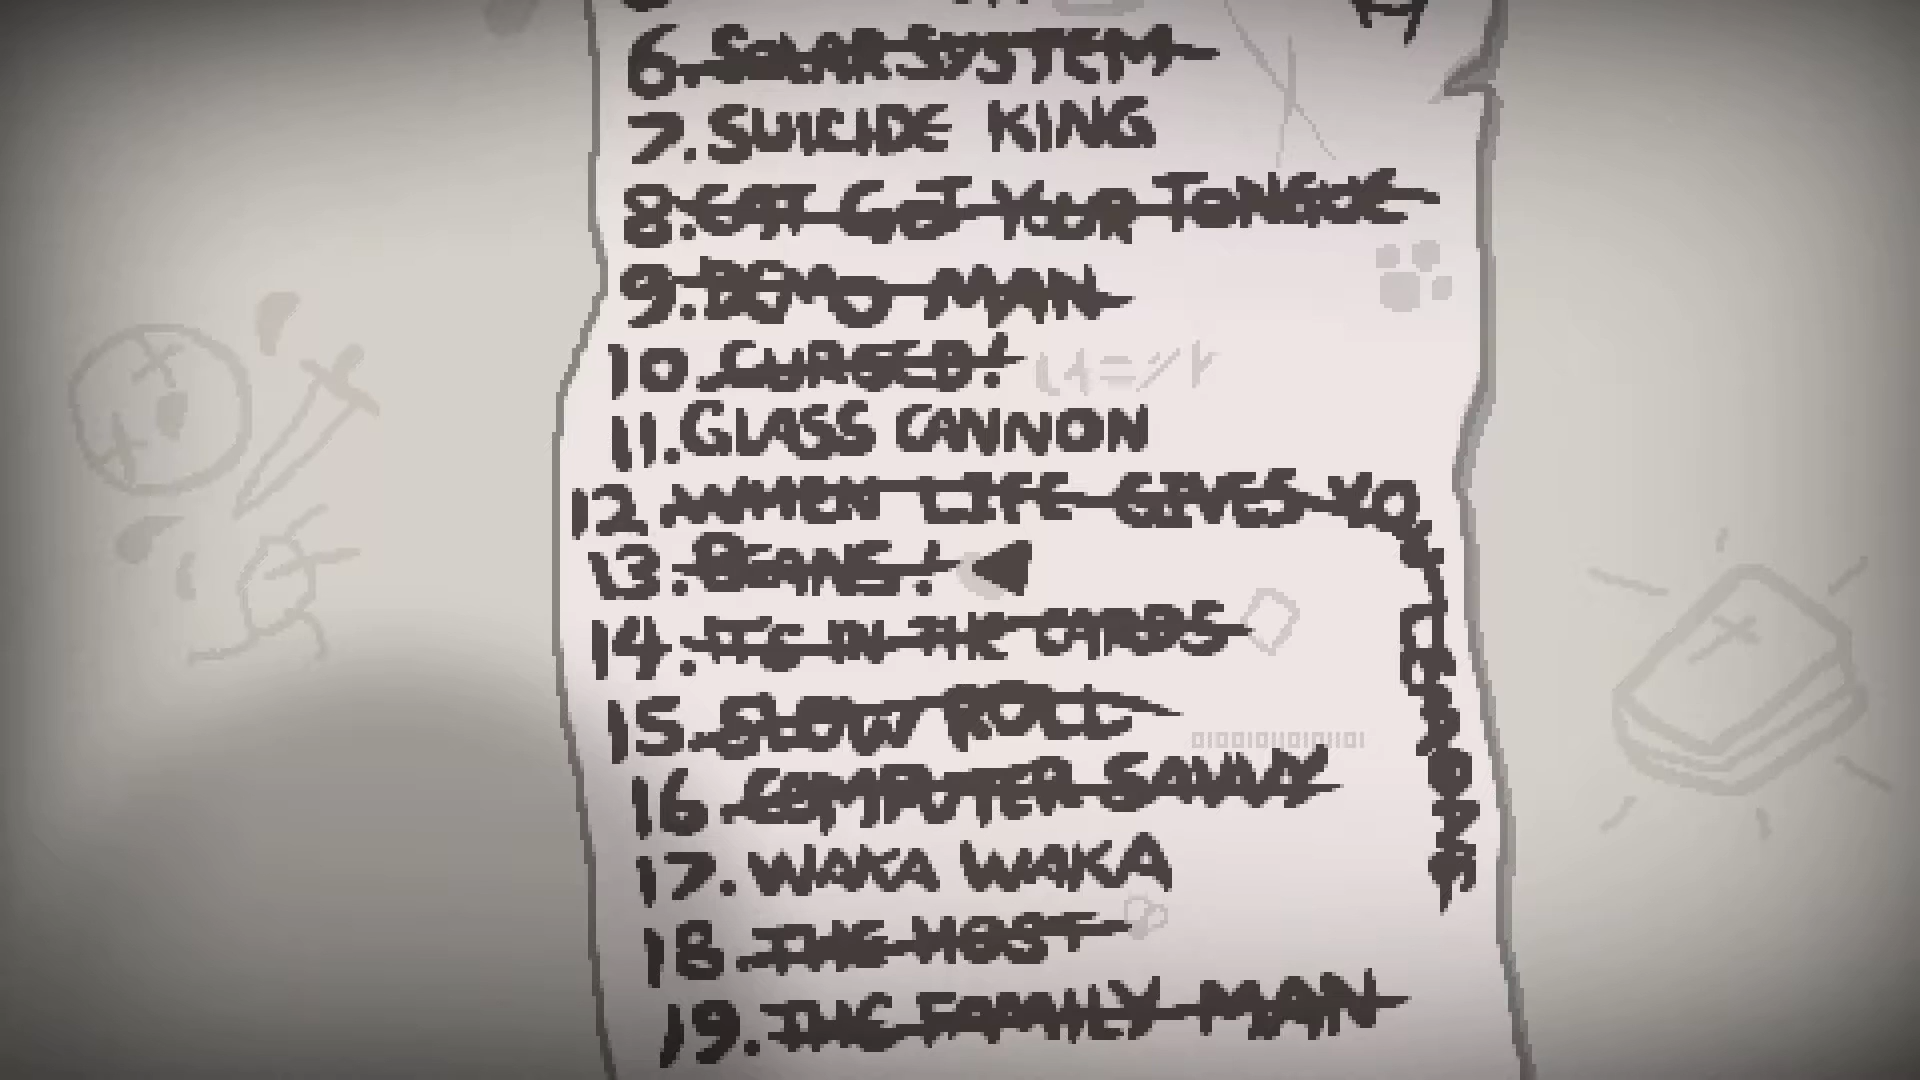 6. SOLAR SYSTEM
7. SUICIDE KING
8. CAT GOT YOUR TONGUE
9. DEMO MAN
10. CURSED!
11. GLASS CANNON
12 WHEN LIFE GIVES YOU LEMONS
13. BEANS!
14. IT'S IN THE CARDS
15. SLOW ROLL
16 COMPUTER SAVVY
17. WAKA WAKA
18 THE HOST
19. THE FAMILY MAN